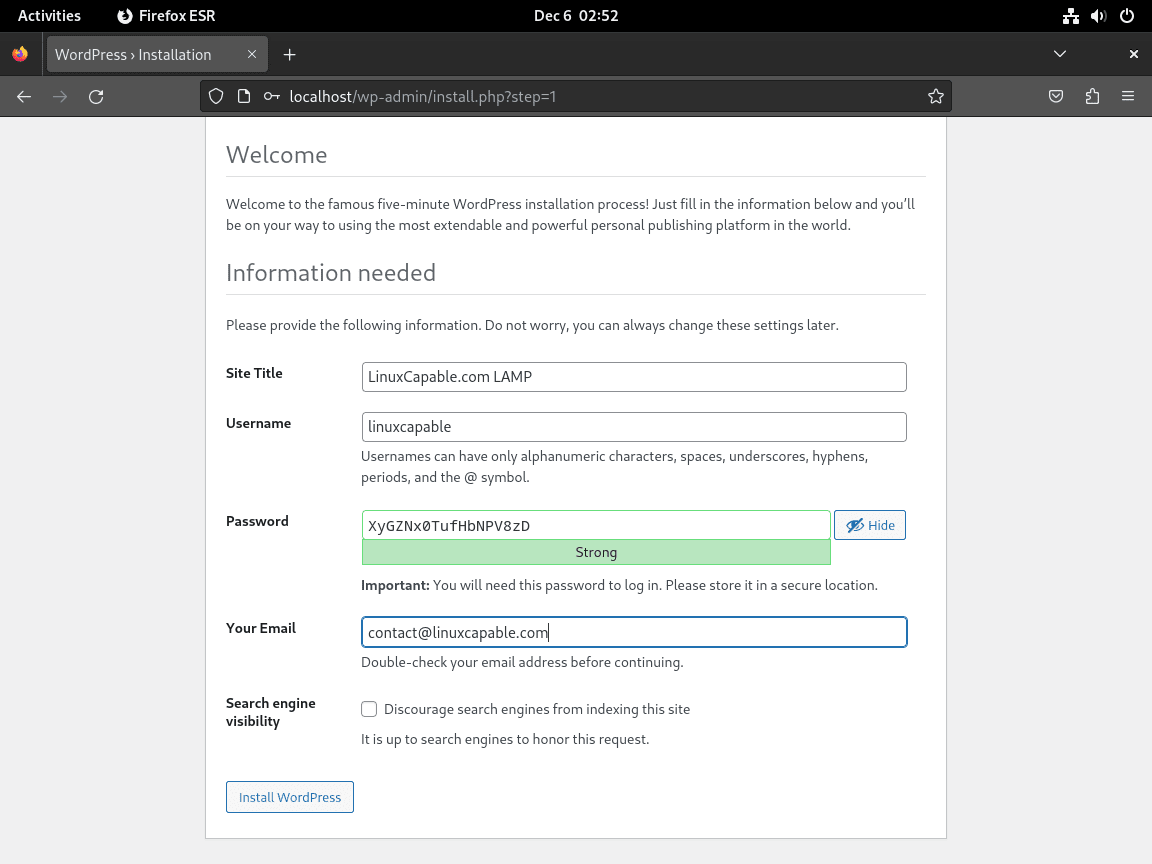 Activities
Firefox ESR
Dec 6 02:52
WordPress › Installation
localhost/wp-admin/install.php?step=1
Welcome
Welcome to the famous five-minute WordPress installation process! Just fill in the information below and you’ll
be on your way to using the most extendable and powerful personal publishing platform in the world.
Information needed
Please provide the following information. Do not worry, you can always change these settings later.
Site Title
LinuxCapable.com LAMP
Username
linuxcapable
Usernames can have only alphanumeric characters, spaces, underscores, hyphens,
periods, and the @ symbol.
Password
XyGZNx0TufHbNPV8zD
Hide
Strong
Important: You will need this password to log in. Please store it in a secure location.
Your Email
contact@linuxcapable.com
Double-check your email address before continuing.
Search engine
visibility
Discourage search engines from indexing this site
It is up to search engines to honor this request.
Install WordPress